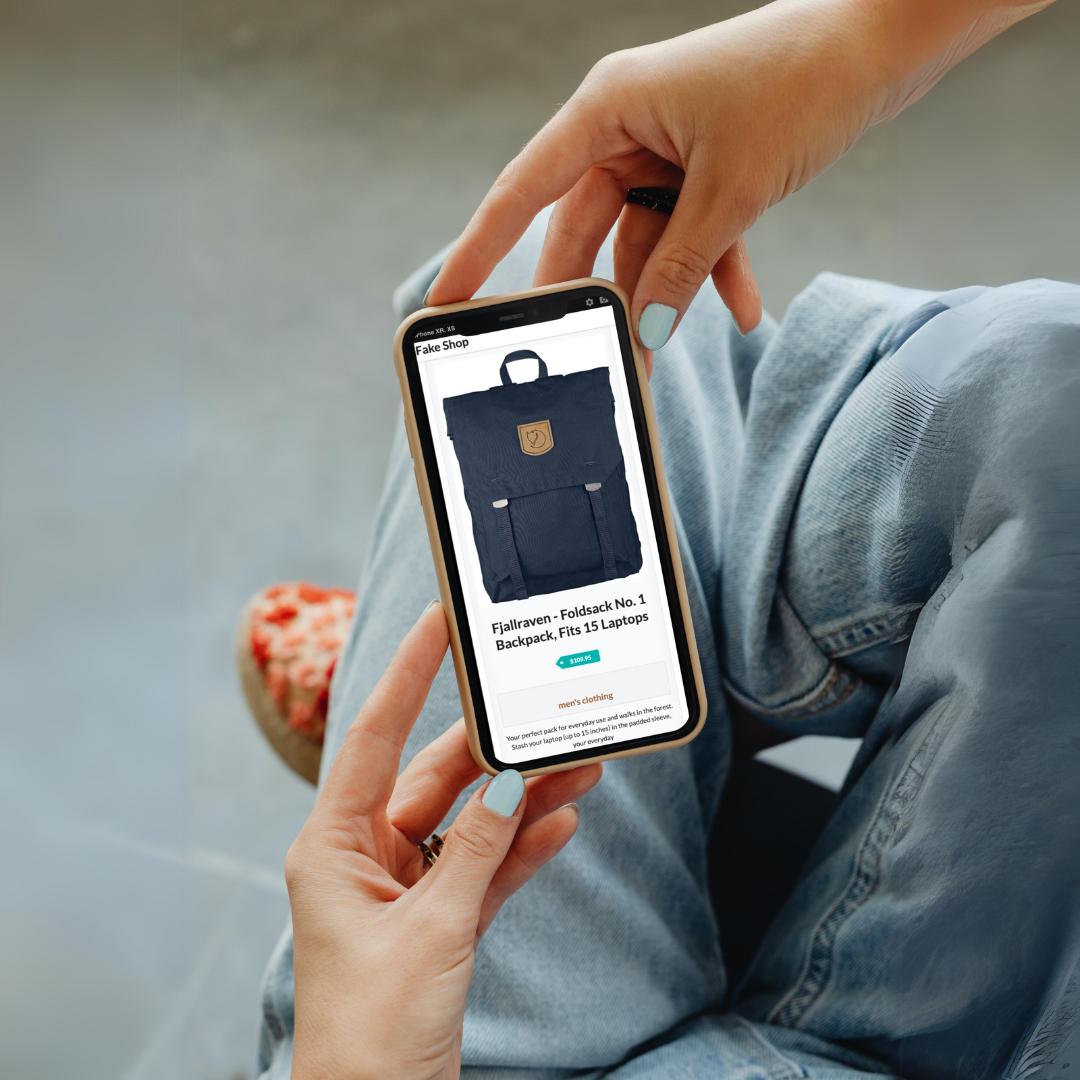 iPhone XR, XS
Fake Shop
Fjallraven - Foldsack No. 1
Backpack, Fits 15 Laptops
$109.95
men's clothing
Your perfect pack for everyday use and walks in the forest.
Stash your laptop (up to 15 inches) in the padded sleeve,
your everyday